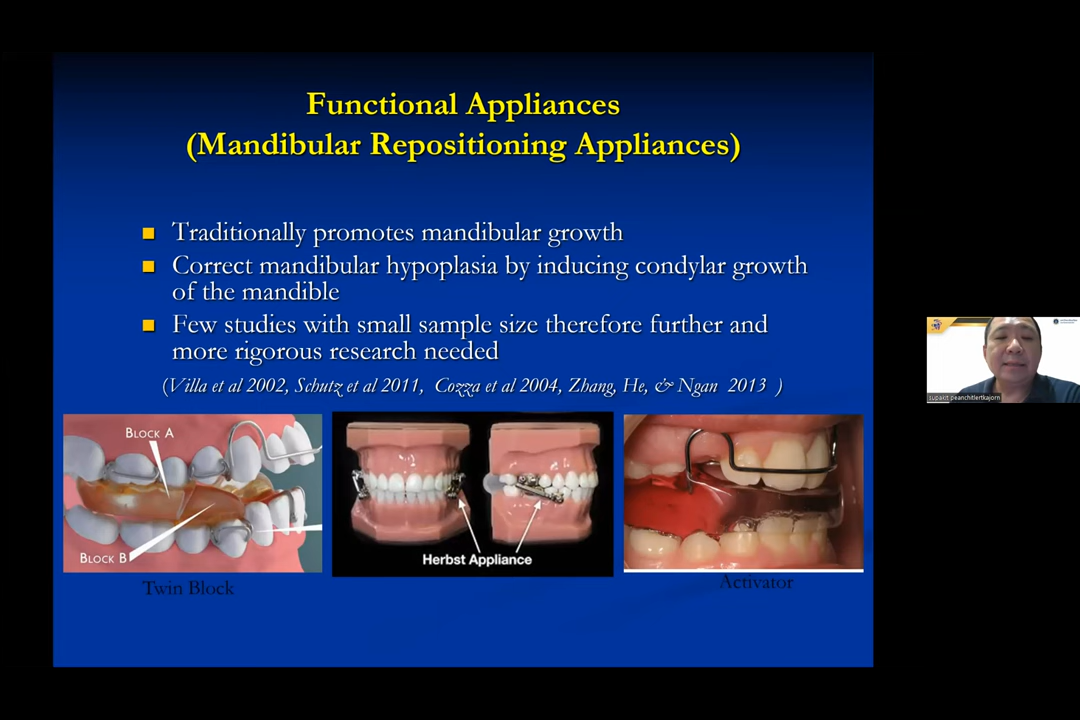 Functional Appliances
(Mandibular Repositioning Appliances)
Traditionally promotes mandibular growth
Correct mandibular hypoplasia by inducing condylar growth
of the mandible
Few studies with small sample size therefore further and
more rigorous research needed
(Villa et al 2002, Schutz et al 2011, Cozza et al 2004, Zhang, He, & Ngan 2013 )
BLOCK A
BLOCK B
Herbst Appliance
Twin Block
Activator
supakit peanchitlertkajorn